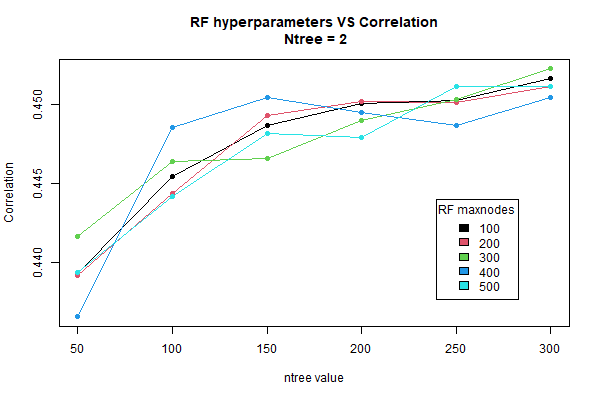 RF hyperparameters VS Correlation
Ntree = 2
Correlation
0.450
0.445
0.440
RF maxnodes
100
200
300
400
500
50 100 150 200 250 300
ntree value